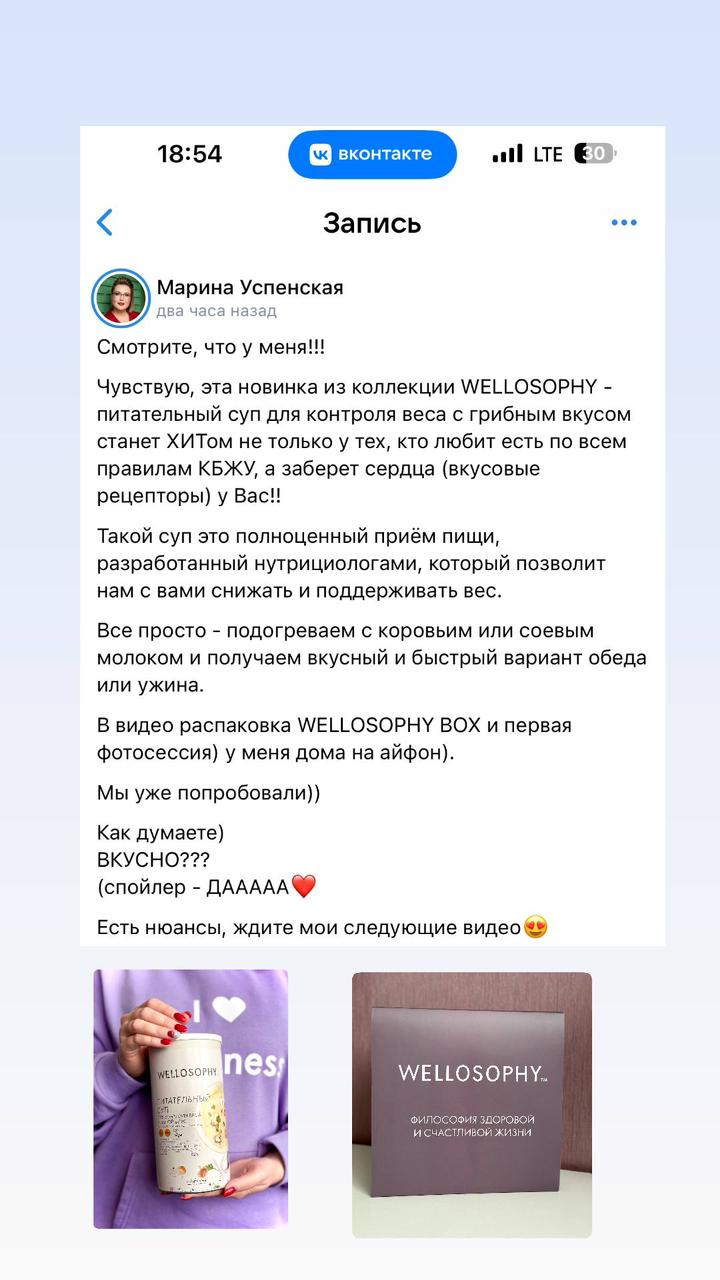 18:54
вконтакте
LTE
30
Запись
Марина Успенская
два часа назад
Смотрите, что у меня!!!
Чувствую, эта новинка из коллекции WELLOSOPHY -
питательный суп для контроля веса с грибным вкусом
станет ХИТом не только у тех, кто любит есть по всем
правилам КБЖУ, а заберет сердца (вкусовые
рецепторы) у Вас!!
Такой суп это полноценный приём пищи,
разработанный нутрициологами, который позволит
нам с вами снижать и поддерживать вес.
Все просто - подогреваем с коровьим или соевым
молоком и получаем вкусный и быстрый вариант обеда
или ужина.
В видео распаковка WELLOSOPHY BOX и первая
фотосессия) у меня дома на айфон).
Мы уже попробовали))
Как думаете)
ВКУСНО???
(спойлер - ДААААА❤️
Есть нюансы, ждите мои следующие видео😍
I
ness
WELLOSOPHY
ПИТАТЕЛЬНЫЙ
СУП
WELLOSOPHY™
ФИЛОСОФИЯ ЗДОРОВОЙ
И СЧАСТЛИВОЙ ЖИЗНИ